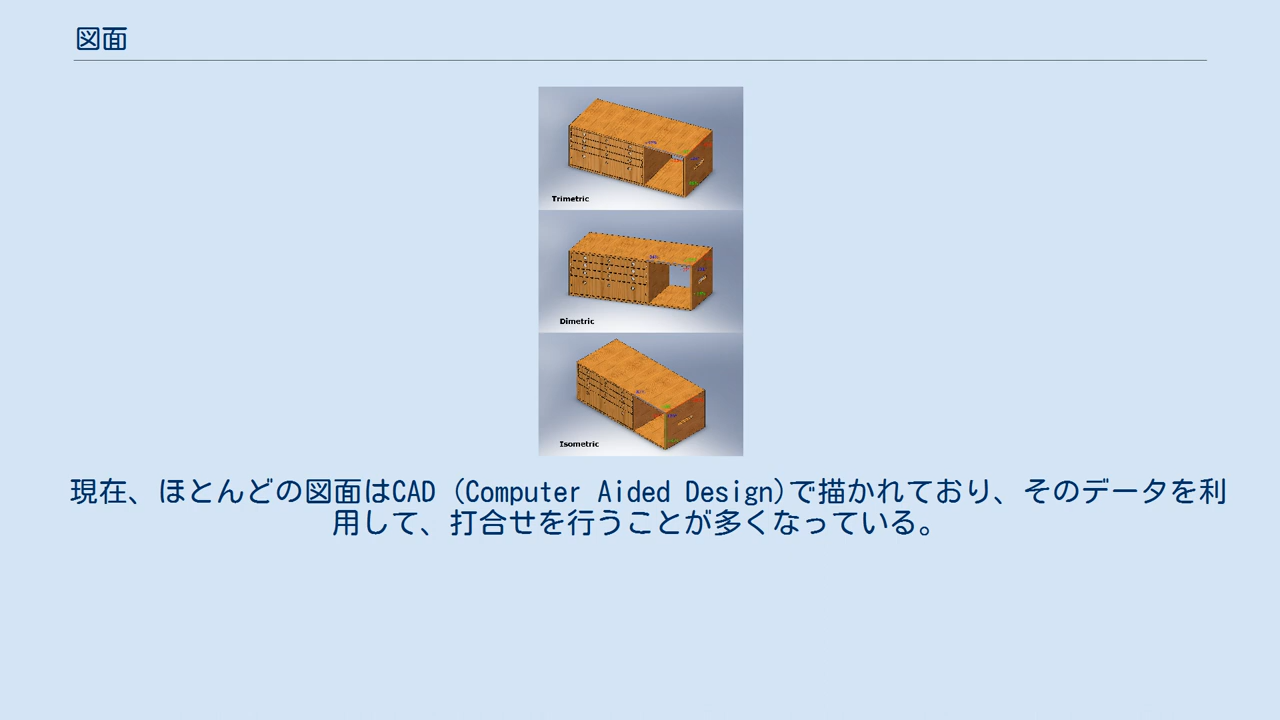 図面
Trimetric
Dimetric
Isometric
現在、ほとんどの図面はCAD (Computer Aided Design)で描かれており、そのデータを利
用して、打合せを行うことが多くなっている。